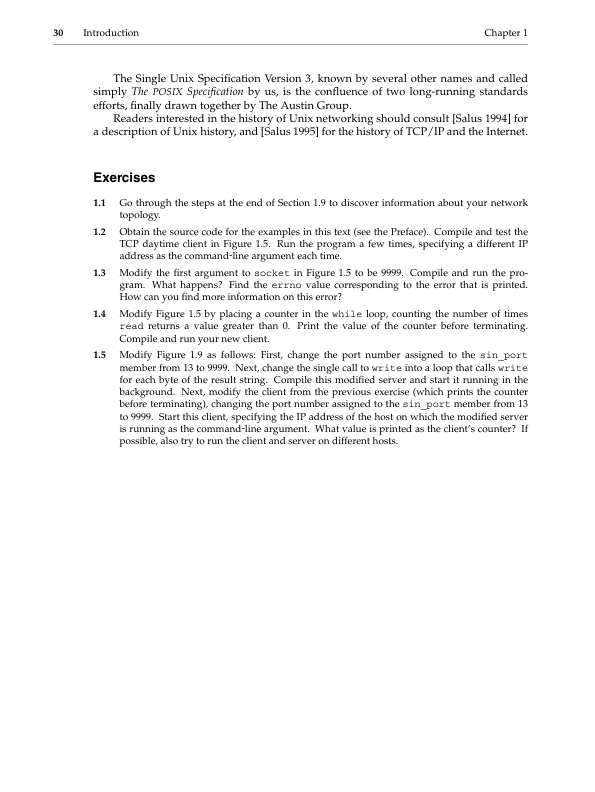 30 Introduction Chapter 1
The Single Unix Specification Version 3, known by several other names and called
simply The POSIX Specification by us, is the confluence of two long-running standards
efforts, finally drawn together by The Austin Group.
Readers interested in the history of Unix networking should consult [Salus 1994] for
a description of Unix history, and [Salus 1995] for the history of TCP/IP and the Internet.
Exercises
1.1 Go through the steps at the end of Section 1.9 to discover information about your network
topology.
1.2 Obtain the source code for the examples in this text (see the Preface). Compile and test the
TCP daytime client in Figure 1.5. Run the program a few times, specifying a different IP
address as the command-line argument each time.
1.3 Modify the first argument to socket in Figure 1.5 to be 9999. Compile and run the pro-
gram. What happens? Find the errno value corresponding to the error that is printed.
How can you find more information on this error?
1.4 Modify Figure 1.5 by placing a counter in the while loop, counting the number of times
read returns a value greater than 0. Print the value of the counter before terminating.
Compile and run your new client.
1.5 Modify Figure 1.9 as follows: First, change the port number assigned to the sin_port
member from 13 to 9999. Next, change the single call to write into a loop that calls write
for each byte of the result string. Compile this modified server and start it running in the
background. Next, modify the client from the previous exercise (which prints the counter
before terminating), changing the port number assigned to the sin_port member from 13
to 9999. Start this client, specifying the IP address of the host on which the modified server
is running as the command-line argument. What value is printed as the client's counter? If
possible, also try to run the client and server on different hosts.